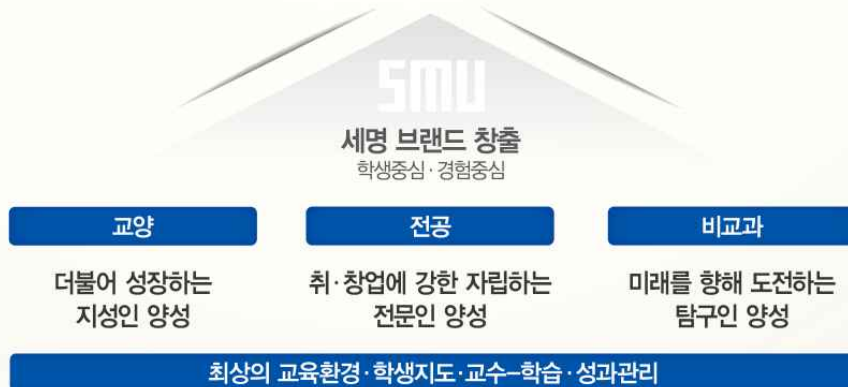 SMU
세명 브랜드 창출
학생중심·경험중심
교양
전공
비교과
더불어 성장하는
지성인 양성
취·창업에 강한 자립하는
전문인 양성
미래를 향해 도전하는
탐구인 양성
최상의 교육환경·학생지도·교수-학습·성과관리